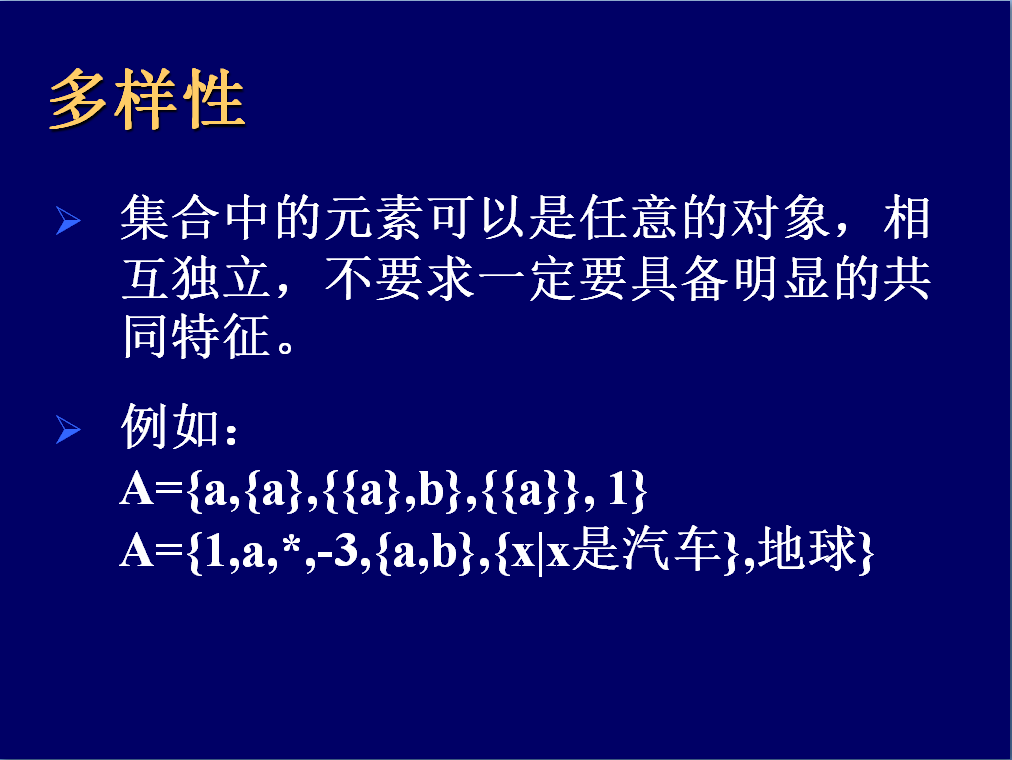 多样性
集合中的元素可以是任意的对象，相
互独立，不要求一定要具备明显的共
同特征。
例如：
A={a,{a},{{a},b},{{a}}, 1}
A={1,a,*,-3,{a,b},{x|x是汽车},地球}